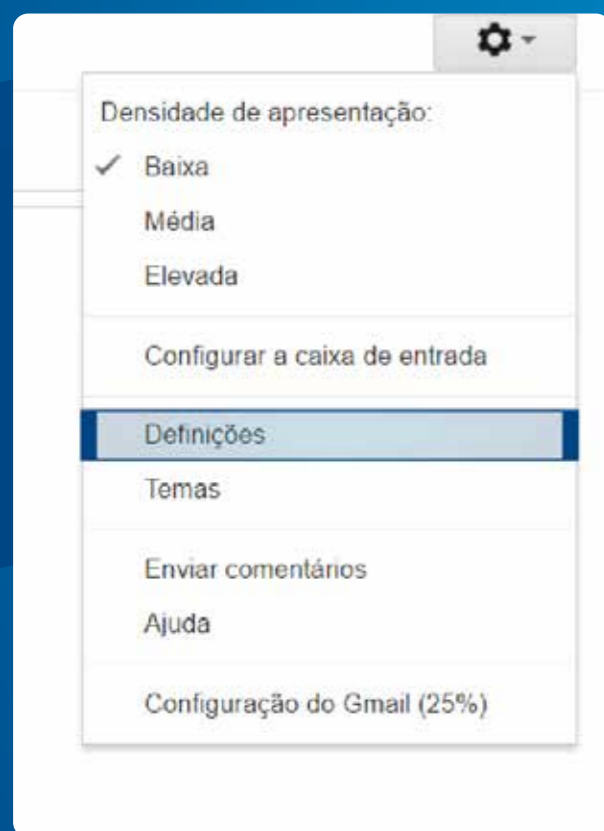 Densidade de apresentação:
Baixa
Média
Elevada
Configurar a caixa de entrada
Definições
Temas
Enviar comentários
Ajuda
Configuração do Gmail (25%)